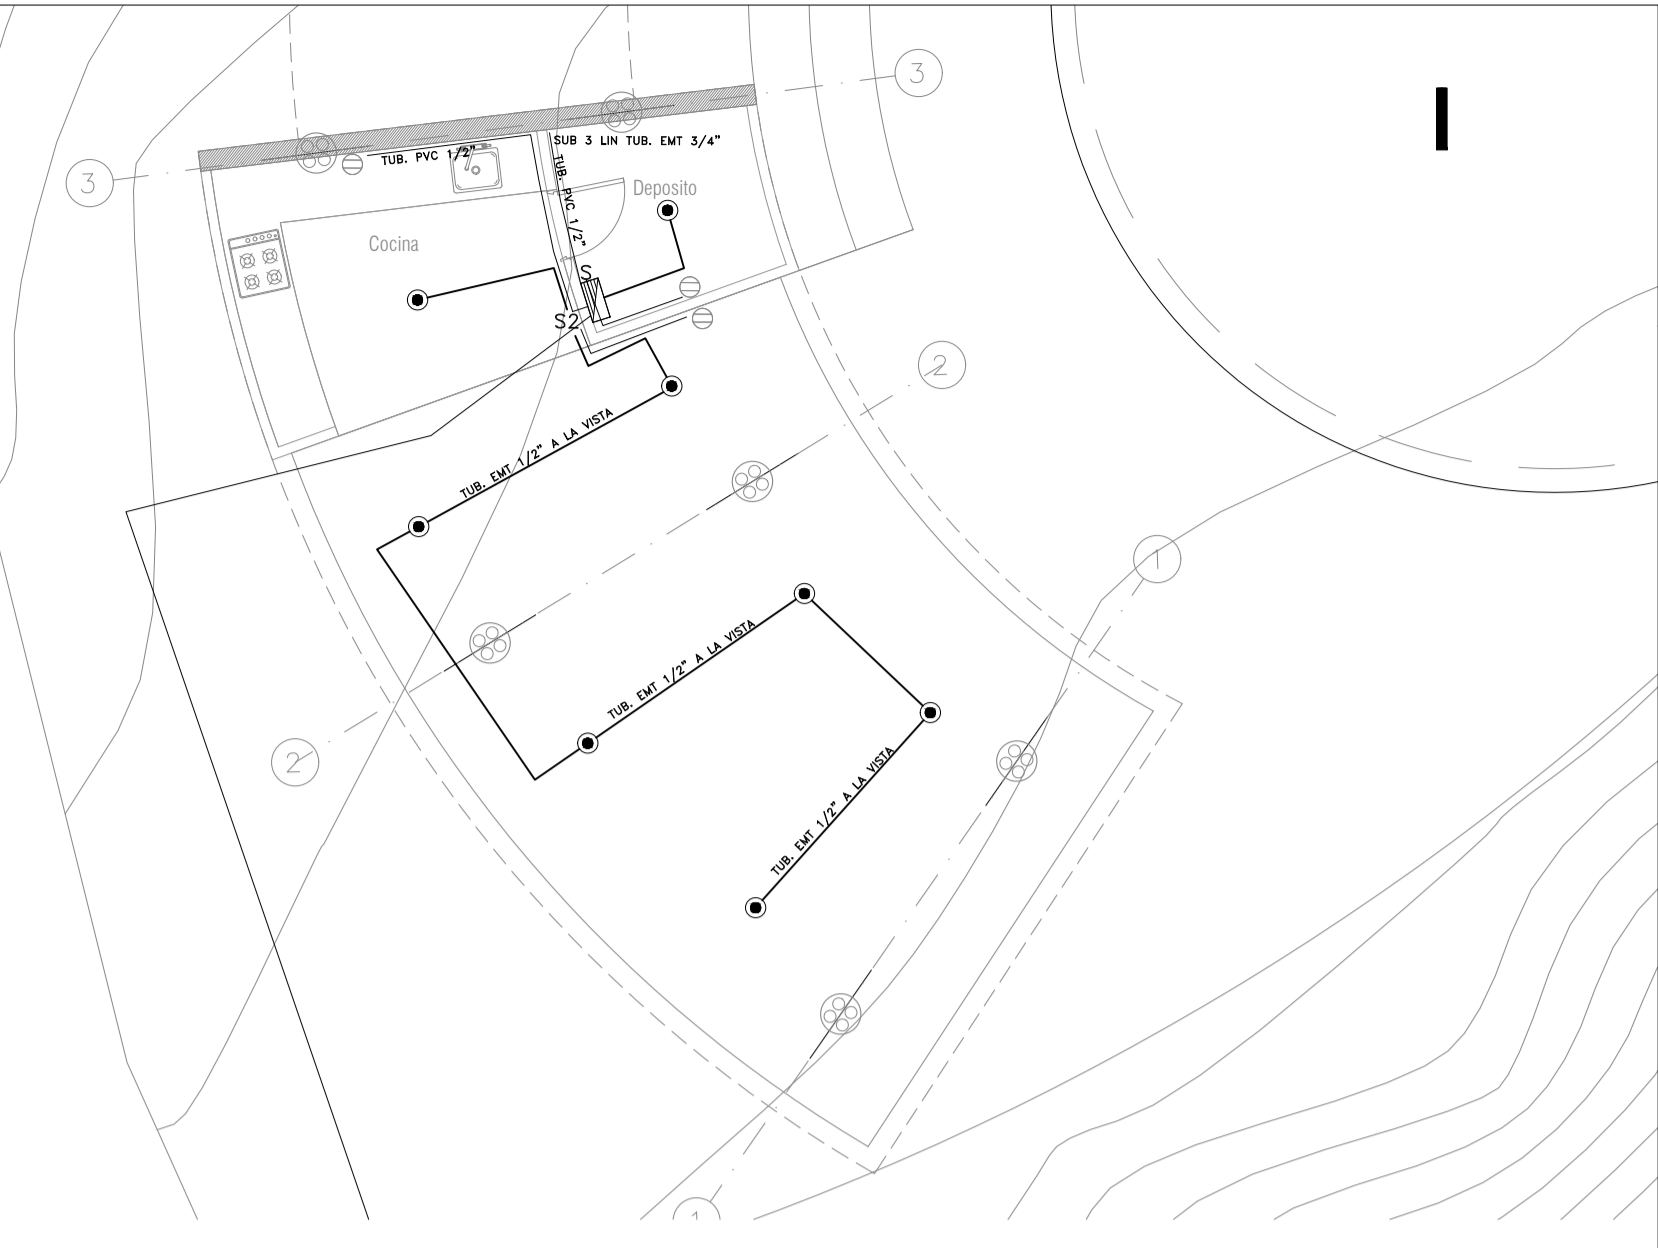 3
SUB 3 LIN TUB. EMT 3/4”
TUB. PVC 1/2”
3
TUB. PVC 1/2”
Deposito
Cocina
S
S2
2
TUB. EMT 1/2” A LA VISTA
1
TUB. EMT 1/2” A LA VISTA
2
TUB. EMT 1/2” A LA VISTA
1